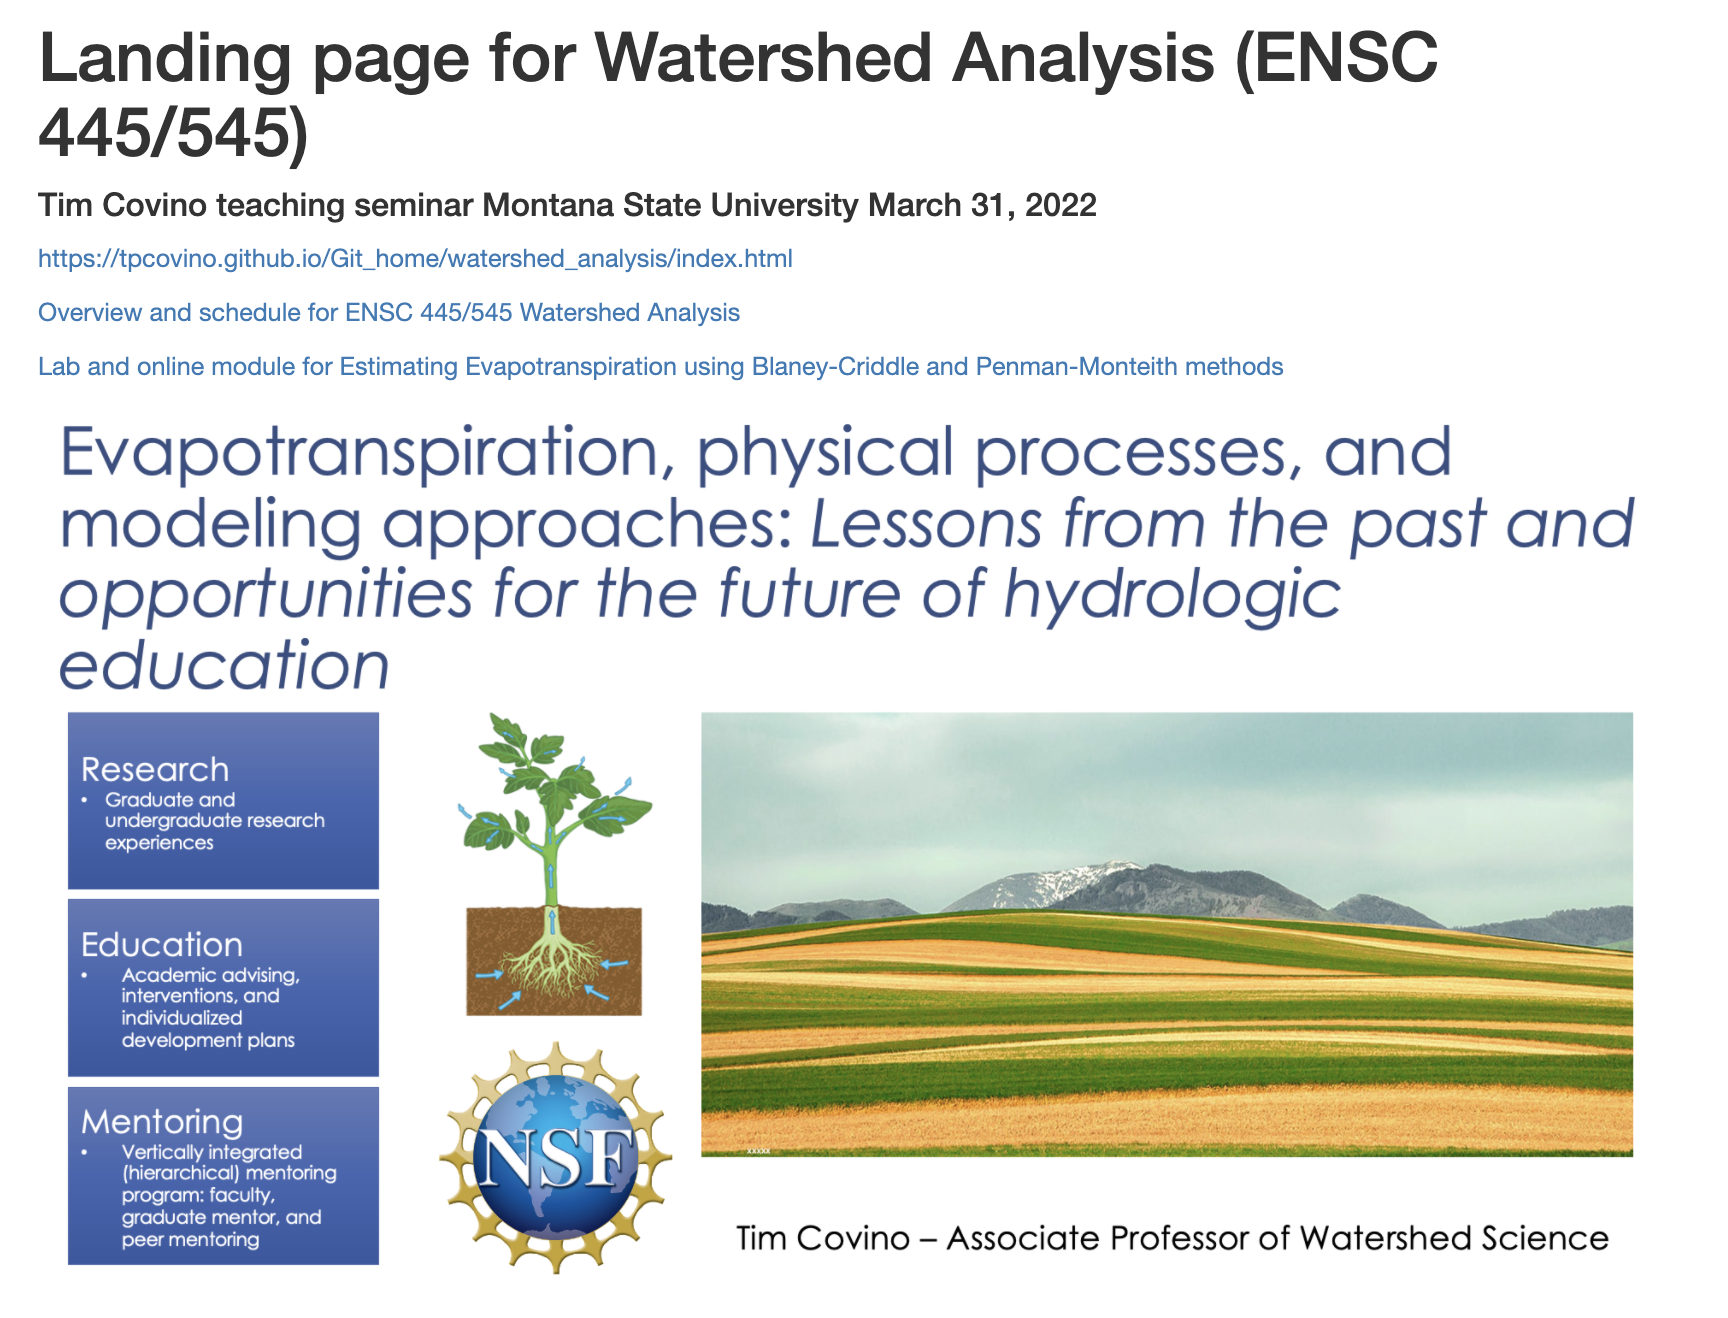 Landing page for Watershed Analysis (ENSC
445/545)
Tim Covino teaching seminar Montana State University March 31, 2022
https://tpcovino.github.io/Git_home/watershed_analysis/index.html
Overview and schedule for ENSC 445/545 Watershed Analysis
Lab and online module for Estimating Evapotranspiration using Blaney-Criddle and Penman-Monteith methods
Evapotranspiration, physical processes, and
modeling approaches: Lessons from the past and
opportunities for the future of hydrologic
education
Research
• Graduate and
undergraduate research
experiences
Education
• Academic advising,
interventions, and
individualized
development plans
Mentoring
• Vertically integrated
(hierarchical) mentoring
program: faculty,
graduate mentor, and
peer mentoring
NSF
xxxxx
Tim Covino – Associate Professor of Watershed Science